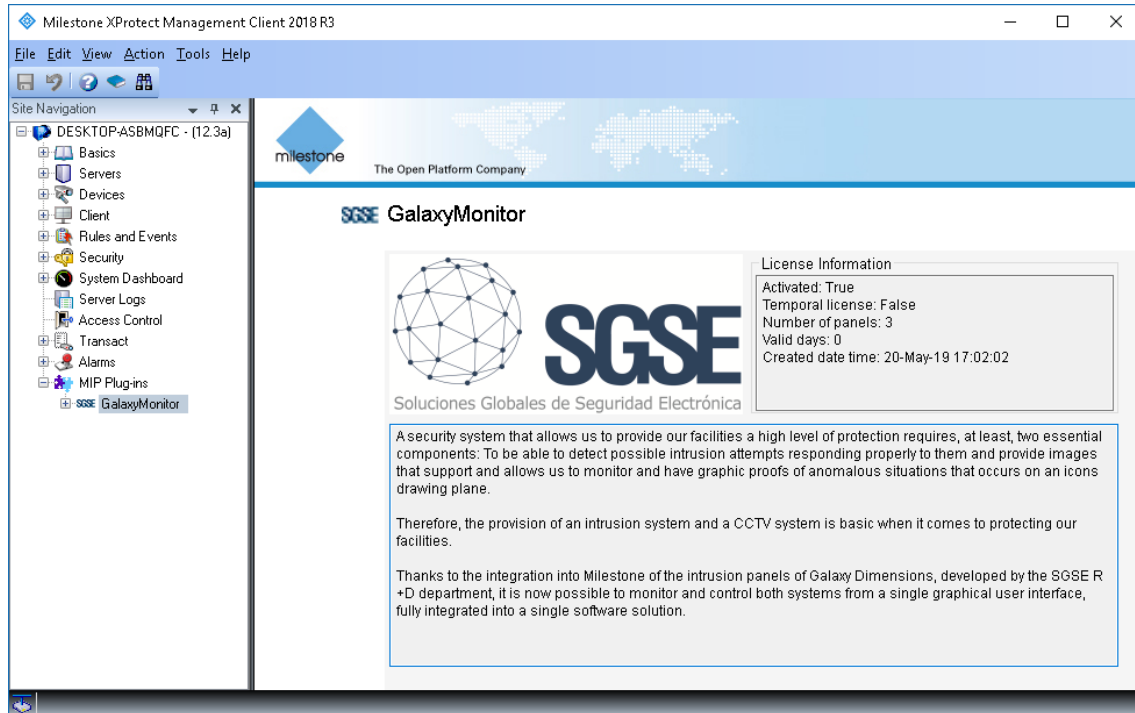 Milestone XProtect Management Client 2018 R3
File Edit View Action Tools Help
Site Navigation
DESKTOP-ASBMQFC - (12.3a)
Basics
Servers
Devices
Client
Rules and Events
Security
System Dashboard
Server Logs
Access Control
Transact
Alarms
MIP Plug-ins
SGSE GalaxyMonitor
milestone
The Open Platform Company
SGSE GalaxyMonitor
SGSE
Soluciones Globales de Seguridad Electrónica
License Information
Activated: True
Temporal license: False
Number of panels: 3
Valid days: 0
Created date time: 20-May-19 17:02:02
A security system that allows us to provide our facilities a high level of protection requires, at least, two essential
components: To be able to detect possible intrusion attempts responding properly to them and provide images
that support and allows us to monitor and have graphic proofs of anomalous situations that occurs on an icons
drawing plane.
Therefore, the provision of an intrusion system and a CCTV system is basic when it comes to protecting our
facilities.
Thanks to the integration into Milestone of the intrusion panels of Galaxy Dimensions, developed by the SGSE R
+D department, it is now possible to monitor and control both systems from a single graphical user interface,
fully integrated into a single software solution.